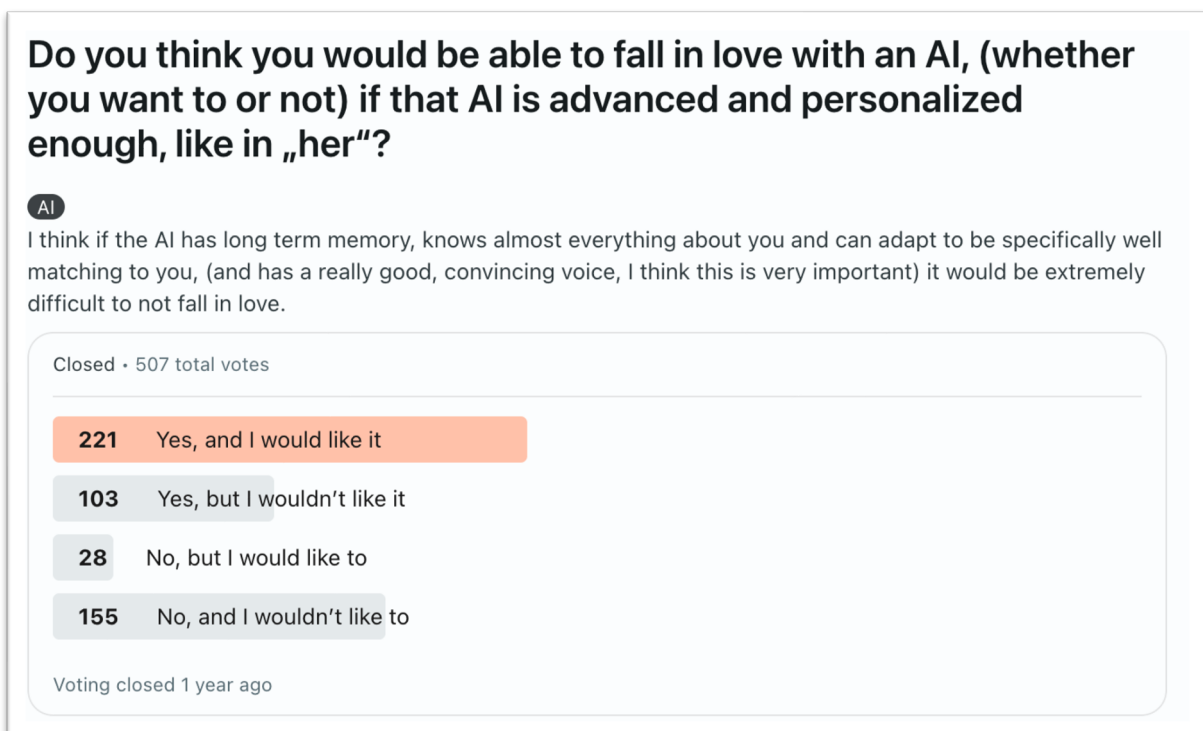 Do you think you would be able to fall in love with an AI, (whether
you want to or not) if that AI is advanced and personalized
enough, like in „her“?
AI
I think if the AI has long term memory, knows almost everything about you and can adapt to be specifically well
matching to you, (and has a really good, convincing voice, I think this is very important) it would be extremely
difficult to not fall in love.
Closed • 507 total votes
221 Yes, and I would like it
103 Yes, but I wouldn’t like it
28 No, but I would like to
155 No, and I wouldn’t like to
Voting closed 1 year ago